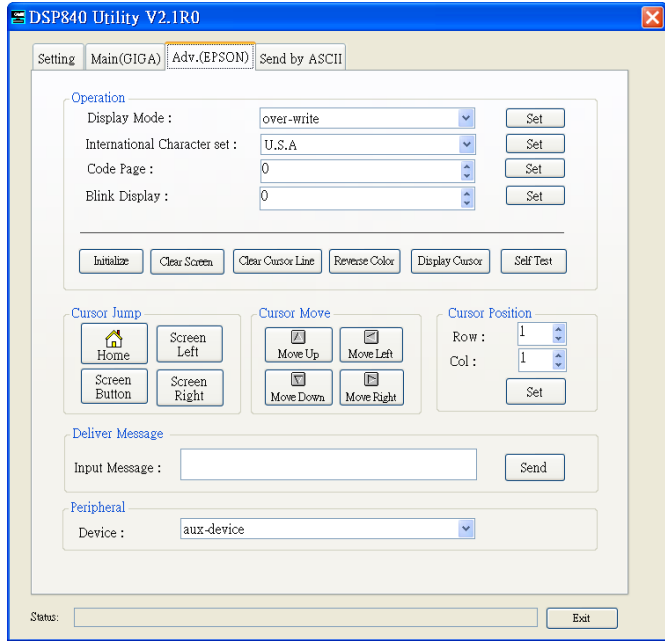 DSP840 Utility V2.1R0
Setting Main(GIGA) Adv.(EPSON) Send by ASCII
Operation
Display Mode : over-write Set
International Character set : U.S.A Set
Code Page : 0 Set
Blink Display : 0 Set
Initialize Clear Screen Clear Cursor Line Reverse Color Display Cursor Self Test
Cursor Jump
Home
Screen Left
Screen Button
Screen Right
Cursor Move
Move Up Move Left
Move Down Move Right
Cursor Position
Row : 1
Col : 1
Set
Deliver Message
Input Message : Send
Peripheral
Device : aux-device
Status: Exit